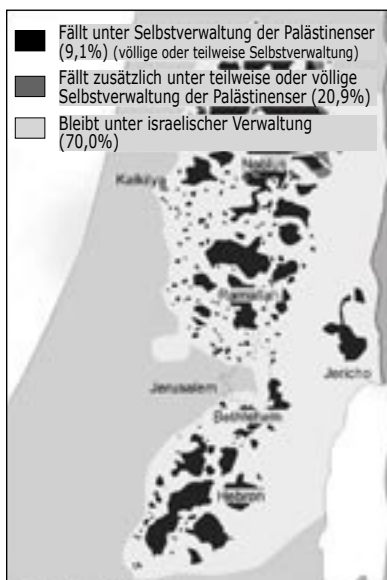 Fällt unter Selbstverwaltung der Palästinenser
(9,1%) (völlige oder teilweise Selbstverwaltung)
Fällt zusätzlich unter teilweise oder völlige
Selbstverwaltung der Palästinenser (20,9%)
Bleibt unter israelischer Verwaltung
(70,0%)
Nablus
Kalkilya
Ramallah
Jericho
Jerusalem
Bethlehem
Hebron